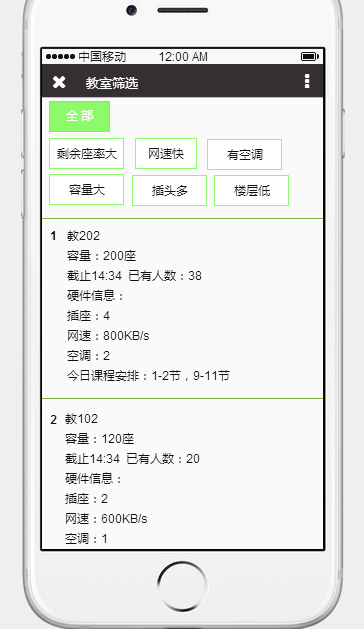 中国移动 12:00 AM
教室筛选
全部
剩余座率大 网速快 有空调
容量大 插头多 楼层低
1 教202
容量：200座
截止14:34 已有人数：38
硬件信息：
插座：4
网速：800KB/s
空调：2
今日课程安排：1-2节，9-11节
2 教102
容量：120座
截止14:34 已有人数：20
硬件信息：
插座：2
网速：600KB/s
空调：1